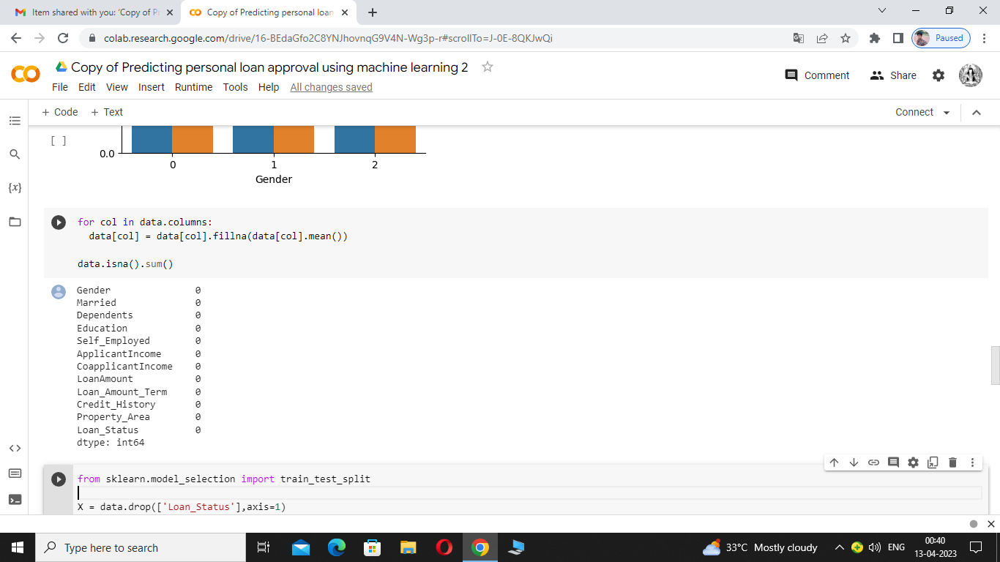 Item shared with you: 'Copy of Pr
Copy of Predicting personal loan
colab.research.google.com/drive/16-BEdaGfo2C8YNJhovnqG9V4N-Wg3p-r#scrollTo=J-0E-8QKJwQi
Paused
Copy of Predicting personal loan approval using machine learning 2
Comment
Share
File Edit View Insert Runtime Tools Help All changes saved
+ Code + Text
Connect
[ ]
0.0
0 1 2
Gender
{x}
for col in data.columns:
  data[col] = data[col].fillna(data[col].mean())
data.isna().sum()
Gender 0
Married 0
Dependents 0
Education 0
Self_Employed 0
ApplicantIncome 0
CoapplicantIncome 0
LoanAmount 0
Loan_Amount_Term 0
Credit_History 0
Property_Area 0
Loan_Status 0
dtype: int64
from sklearn.model_selection import train_test_split
X = data.drop(['Loan_Status'],axis=1)
Type here to search
33°C Mostly cloudy
ENG
00:40
13-04-2023